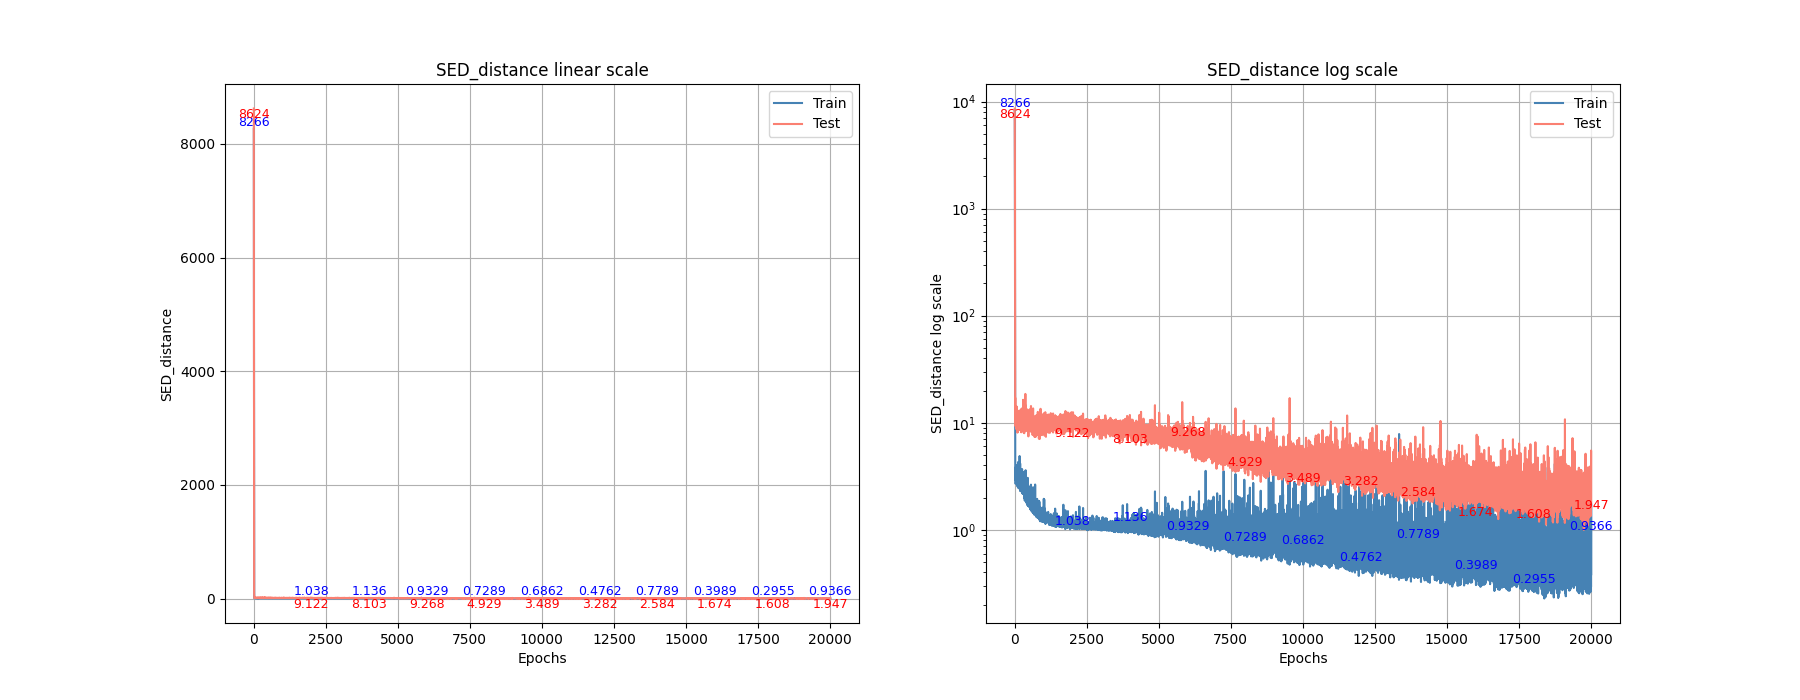 SED_distance linear scale
SED_distance
8000
6000
4000
2000
0
8624
8266
Train
Test
1.038 1.136 0.9329 0.7289 0.6862 0.4762 0.7789 0.3989 0.2955 0.9366
9.122 8.103 9.268 4.929 3.489 3.282 2.584 1.674 1.608 1.947
0 2500 5000 7500 10000 12500 15000 17500 20000
Epochs
SED_distance log scale
SED_distance log scale
10⁴
10³
10²
10¹
10⁰
8266
8624
Train
Test
9.122 8.103 9.268 4.929 3.489 3.282 2.584 1.674 1.608 1.947
1.038 1.136 0.9329 0.7289 0.6862 0.4762 0.7789 0.3989 0.2955 0.9366
0 2500 5000 7500 10000 12500 15000 17500 20000
Epochs